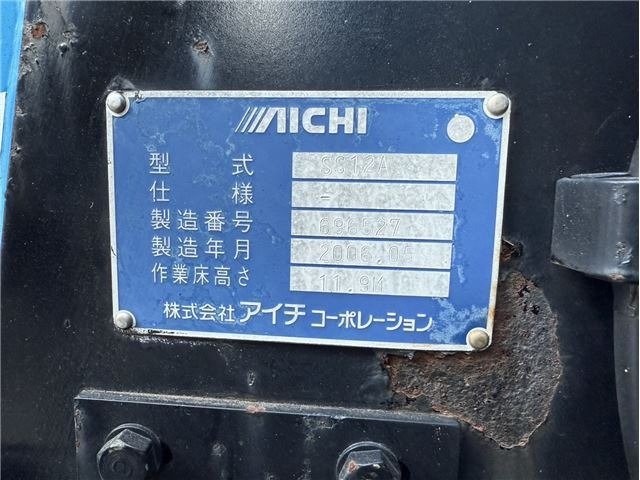 AICHI
型式 SS12A
仕様 -
製造番号 696527
製造年月 2006.05
作業床高さ 11.9M
株式会社 アイチ コーポレーション